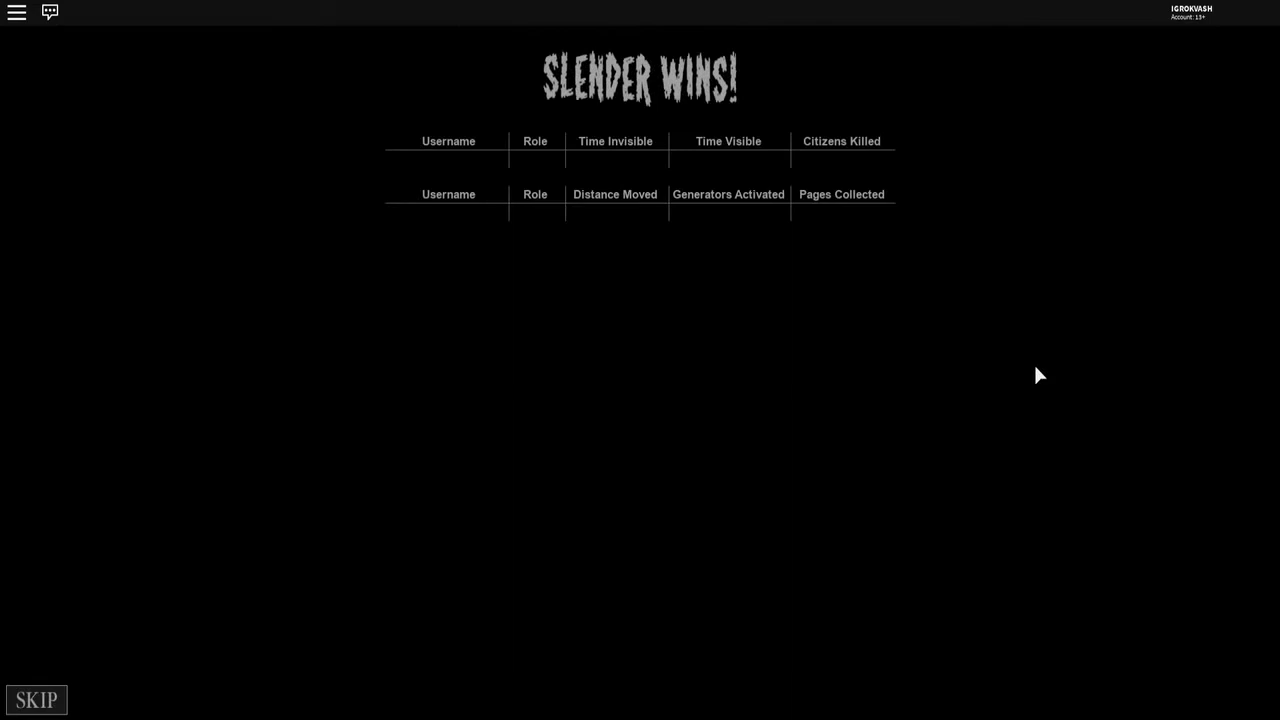 IGROKVASH
Account: 13+
SLENDER WINS!
Username Role Time Invisible Time Visible Citizens Killed
Username Role Distance Moved Generators Activated Pages Collected
SKIP